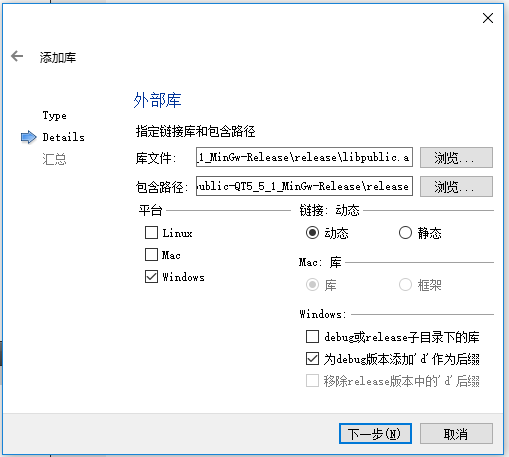 添加库
Type
Details
汇总
外部库
指定链接库和包含路径
库文件: _1_MinGw-Release\release\libpublic.a 浏览...
包含路径: public-QT5_5_1_MinGw-Release\release 浏览...
平台
Linux
Mac
Windows
链接: 动态
动态 静态
Mac: 库
库 框架
Windows:
debug或release子目录下的库
为debug版本添加'd'作为后缀
移除release版本中的'd'后缀
下一步(N) 取消